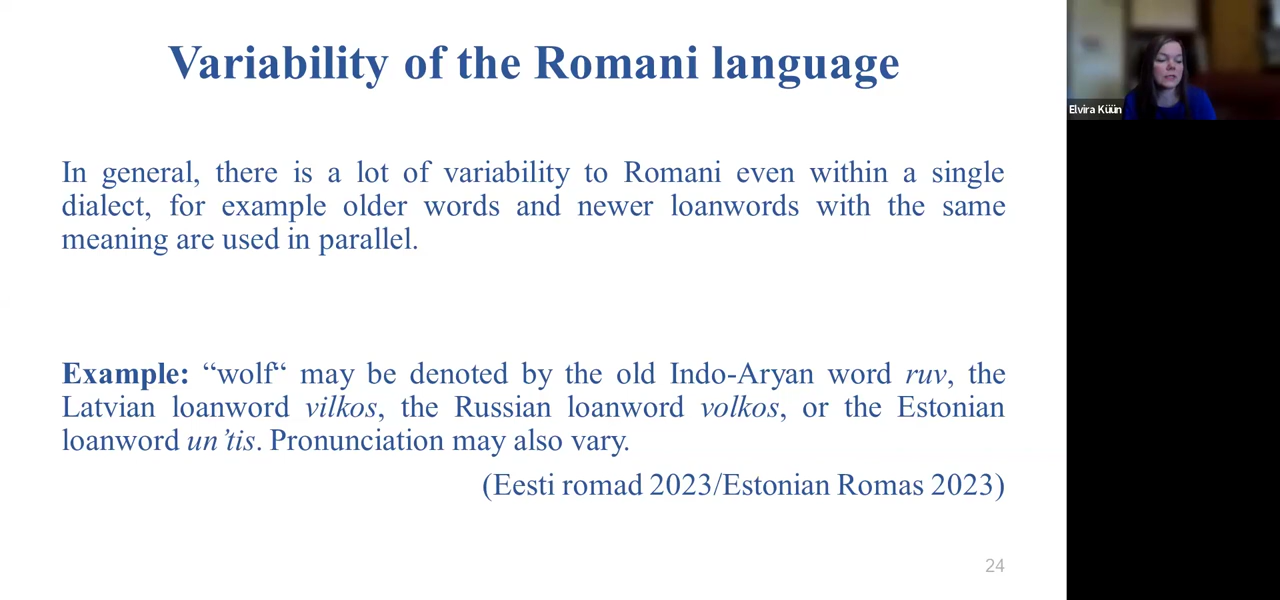 Variability of the Romani language
In general, there is a lot of variability to Romani even within a single
dialect, for example older words and newer loanwords with the same
meaning are used in parallel.
Example: “wolf“ may be denoted by the old Indo-Aryan word ruv, the
Latvian loanword vilkos, the Russian loanword volkos, or the Estonian
loanword un’tis. Pronunciation may also vary.
(Eesti romad 2023/Estonian Romas 2023)
24
Elvira Küün